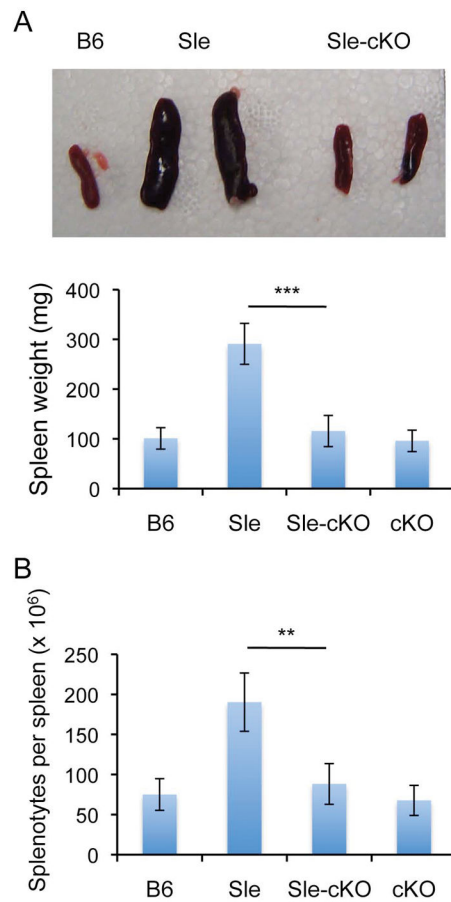 A
B6 Sle Sle-cKO
Spleen weight (mg)
400
300
200
100
0
***
B6 Sle Sle-cKO cKO
B
Splenotytes per spleen (x 10⁶)
250
200
150
100
50
0
**
B6 Sle Sle-cKO cKO